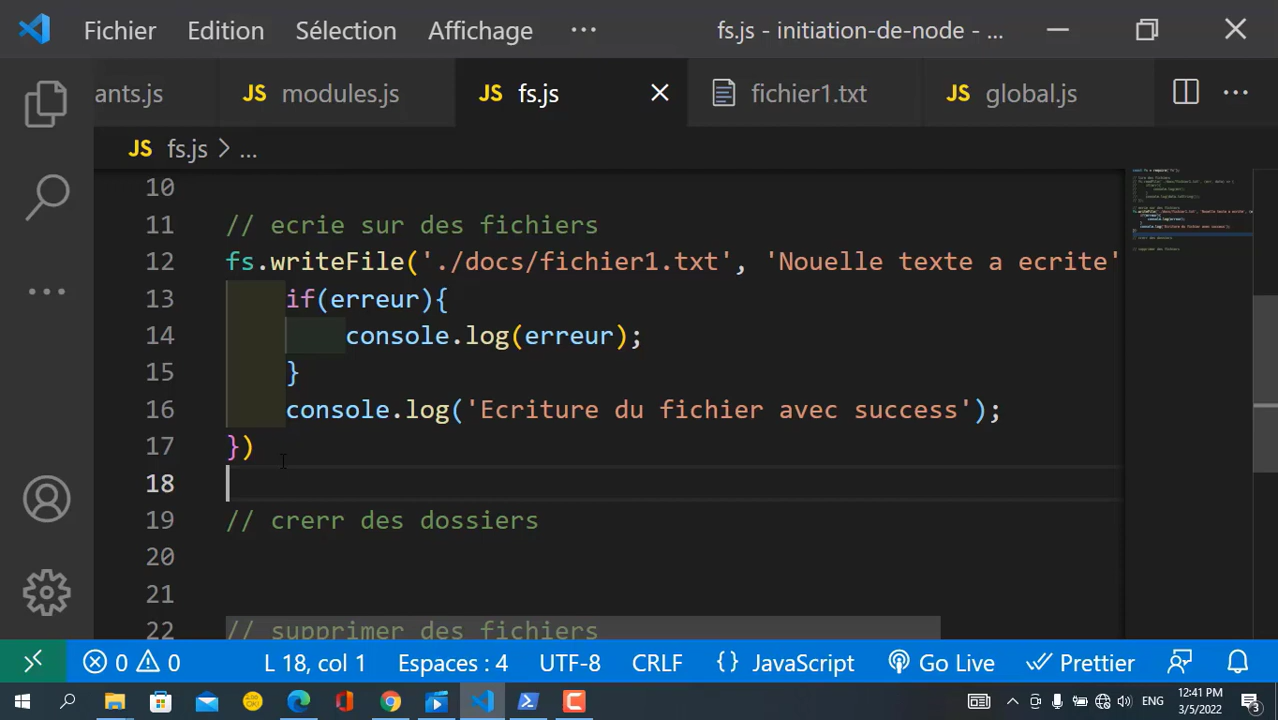 Fichier Edition Sélection Affichage ··· fs.js - initiation-de-node - ...
ants.js JS modules.js JS fs.js fichier1.txt JS global.js ···
JS fs.js > ...
10
11 // ecrie sur des fichiers
12 fs.writeFile('./docs/fichier1.txt', 'Nouelle texte a ecrite'
13 if(erreur){
14 console.log(erreur);
15 }
16 console.log('Ecriture du fichier avec success');
17 })
18
19 // crerr des dossiers
20
21
22 // supprimer des fichiers
0 0 L 18, col 1 Espaces : 4 UTF-8 CRLF {} JavaScript Go Live Prettier
ENG 12:41 PM
3/5/2022 3